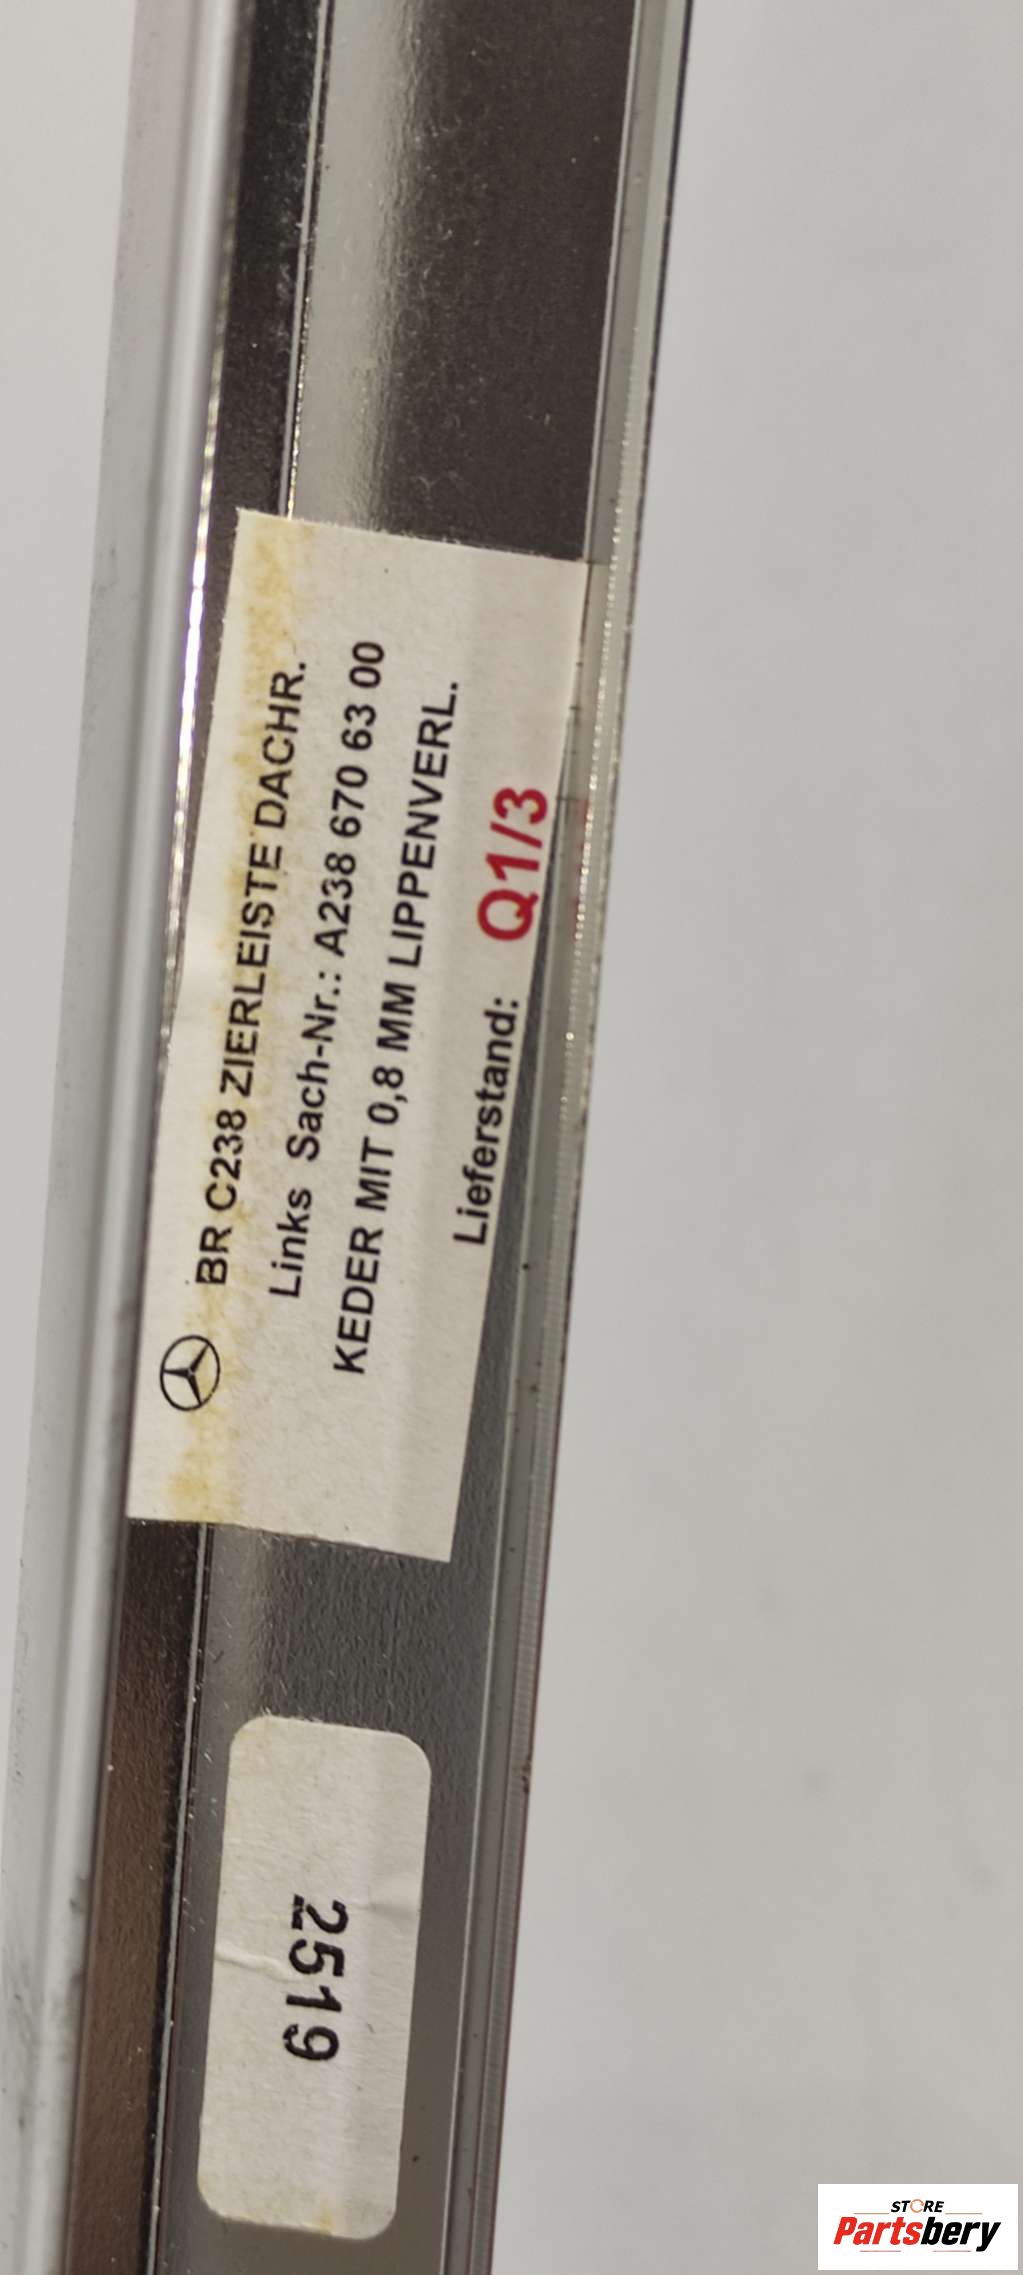 BR C238 ZIERLEISTE DACHR.
Links Sach-Nr.: A238 670 63 00
KEDER MIT 0,8 MM LIPPENVERL.
Lieferstand: Q1/3
2519
STORE
Partsbery